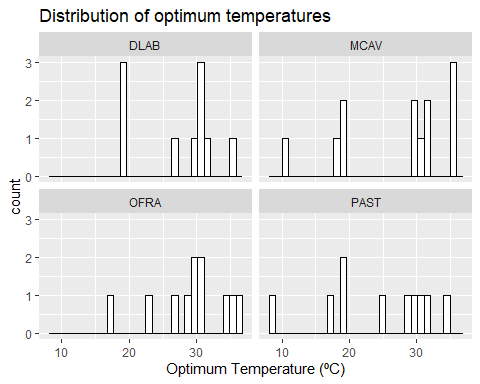 Distribution of optimum temperatures
DLAB
MCAV
3
2
1
0
OFRA
PAST
3
2
1
0
count
10
20
30
10
20
30
Optimum Temperature (ºC)